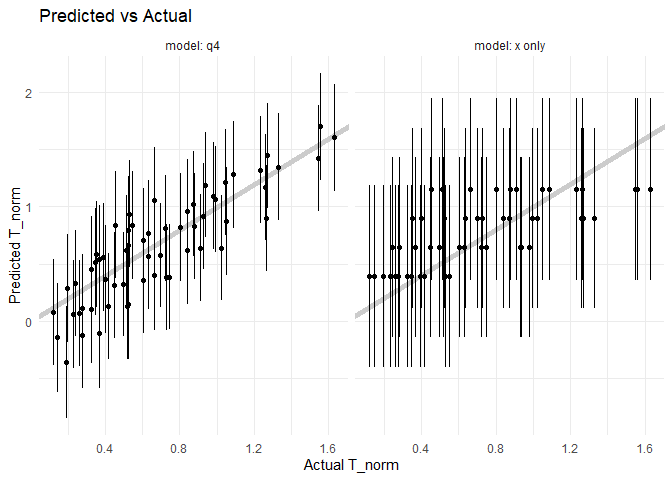 Predicted vs Actual
model: q4
model: x only
Predicted T_norm
2
1
0
0.4 0.8 1.2 1.6
0.4 0.8 1.2 1.6
Actual T_norm